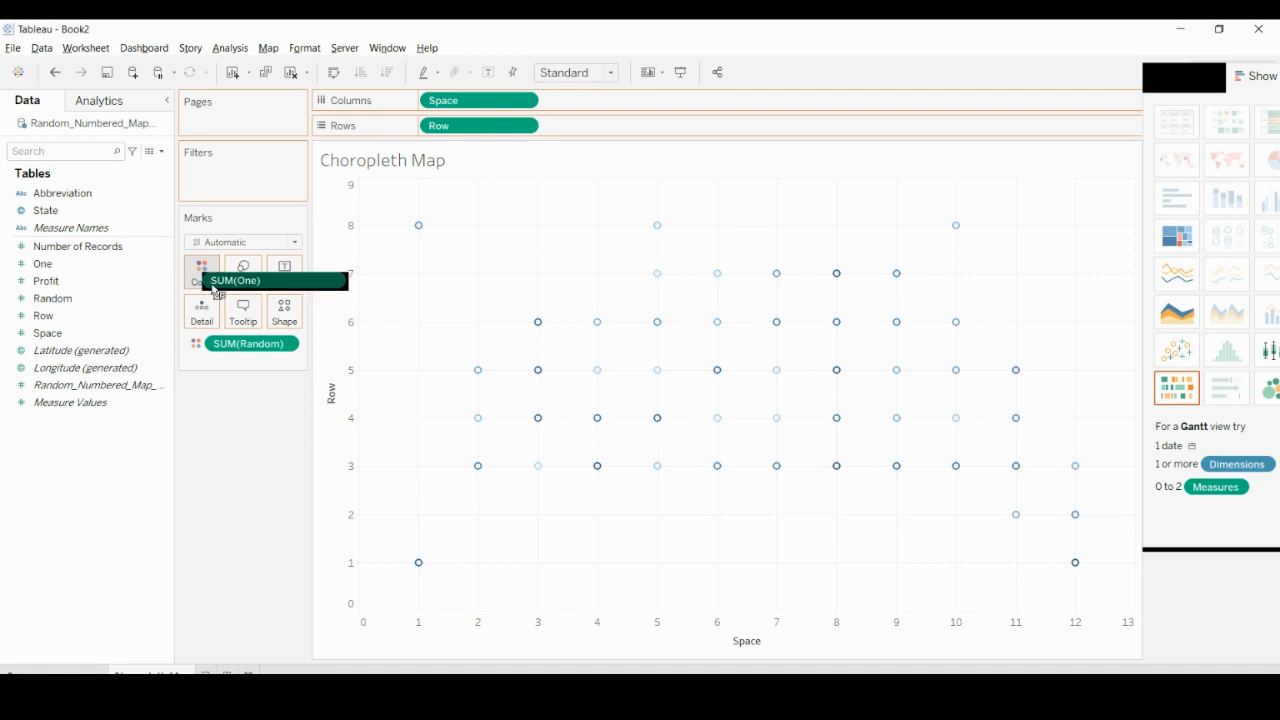 Tableau - Book2
File Data Worksheet Dashboard Story Analysis Map Format Server Window Help
Standard
Show
Data Analytics
Pages
Columns Space
Random_Numbered_Map...
Rows Row
Search
Filters
Choropleth Map
Tables
Abc Abbreviation
State
Abc Measure Names
Number of Records
One
Profit
Random
Row
Space
Latitude (generated)
Longitude (generated)
Random_Numbered_Map_...
Measure Values
Marks
Automatic
SUM(One)
Detail Tooltip Shape
SUM(Random)
9
8
7
6
5
4
3
2
1
0
Row
0 1 2 3 4 5 6 7 8 9 10 11 12 13
Space
For a Gantt view try
1 date
1 or more Dimensions
0 to 2 Measures